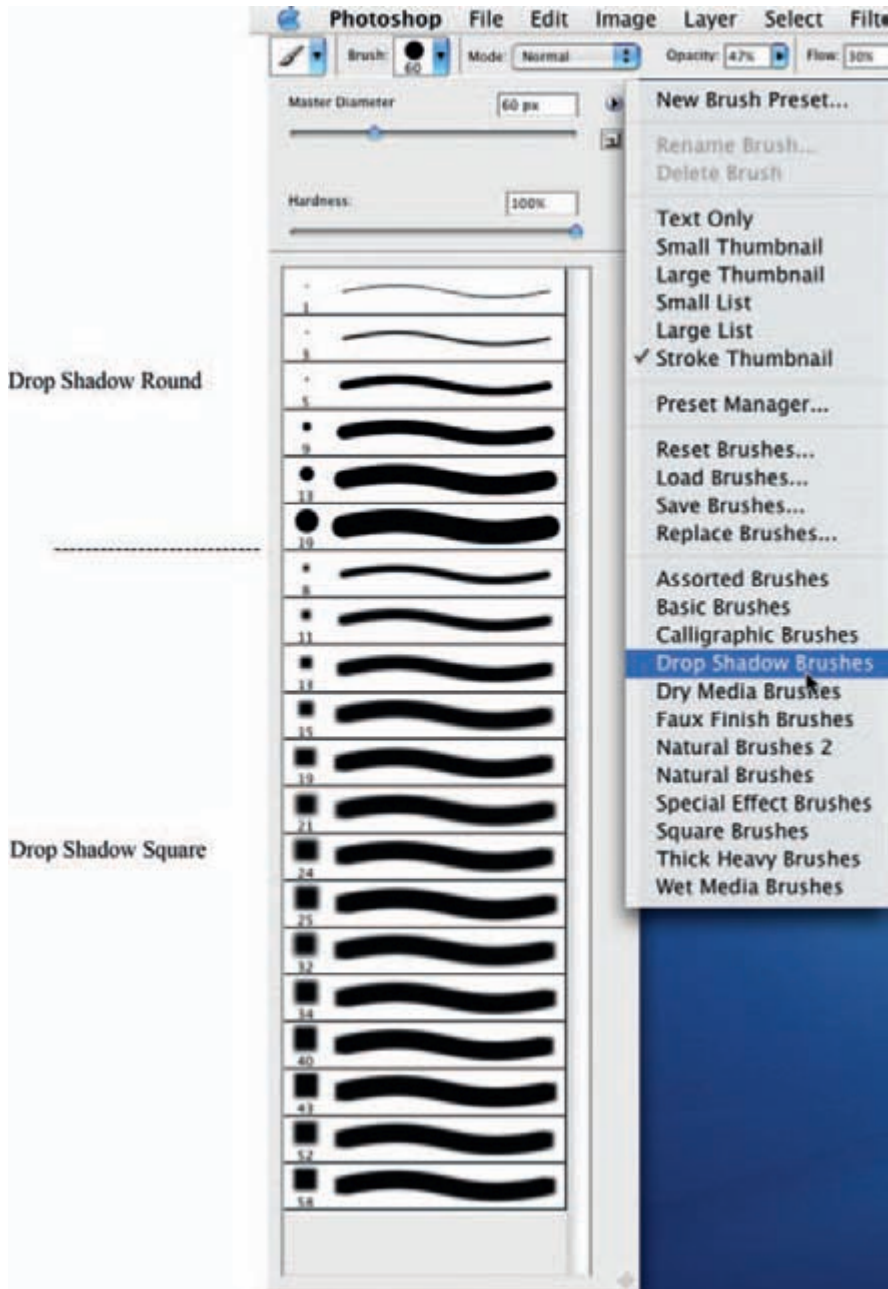 Photoshop File Edit Image Layer Select Filte
Brush: 60 Mode: Normal Opacity: 47% Flow: 30%
Master Diameter 60 px
Hardness: 100%
1
3
5
9
13
19
8
11
13
15
19
21
24
25
32
34
40
43
52
58
Drop Shadow Round
Drop Shadow Square
New Brush Preset...
Rename Brush...
Delete Brush
Text Only
Small Thumbnail
Large Thumbnail
Small List
Large List
✓ Stroke Thumbnail
Preset Manager...
Reset Brushes...
Load Brushes...
Save Brushes...
Replace Brushes...
Assorted Brushes
Basic Brushes
Calligraphic Brushes
Drop Shadow Brushes
Dry Media Brushes
Faux Finish Brushes
Natural Brushes 2
Natural Brushes
Special Effect Brushes
Square Brushes
Thick Heavy Brushes
Wet Media Brushes